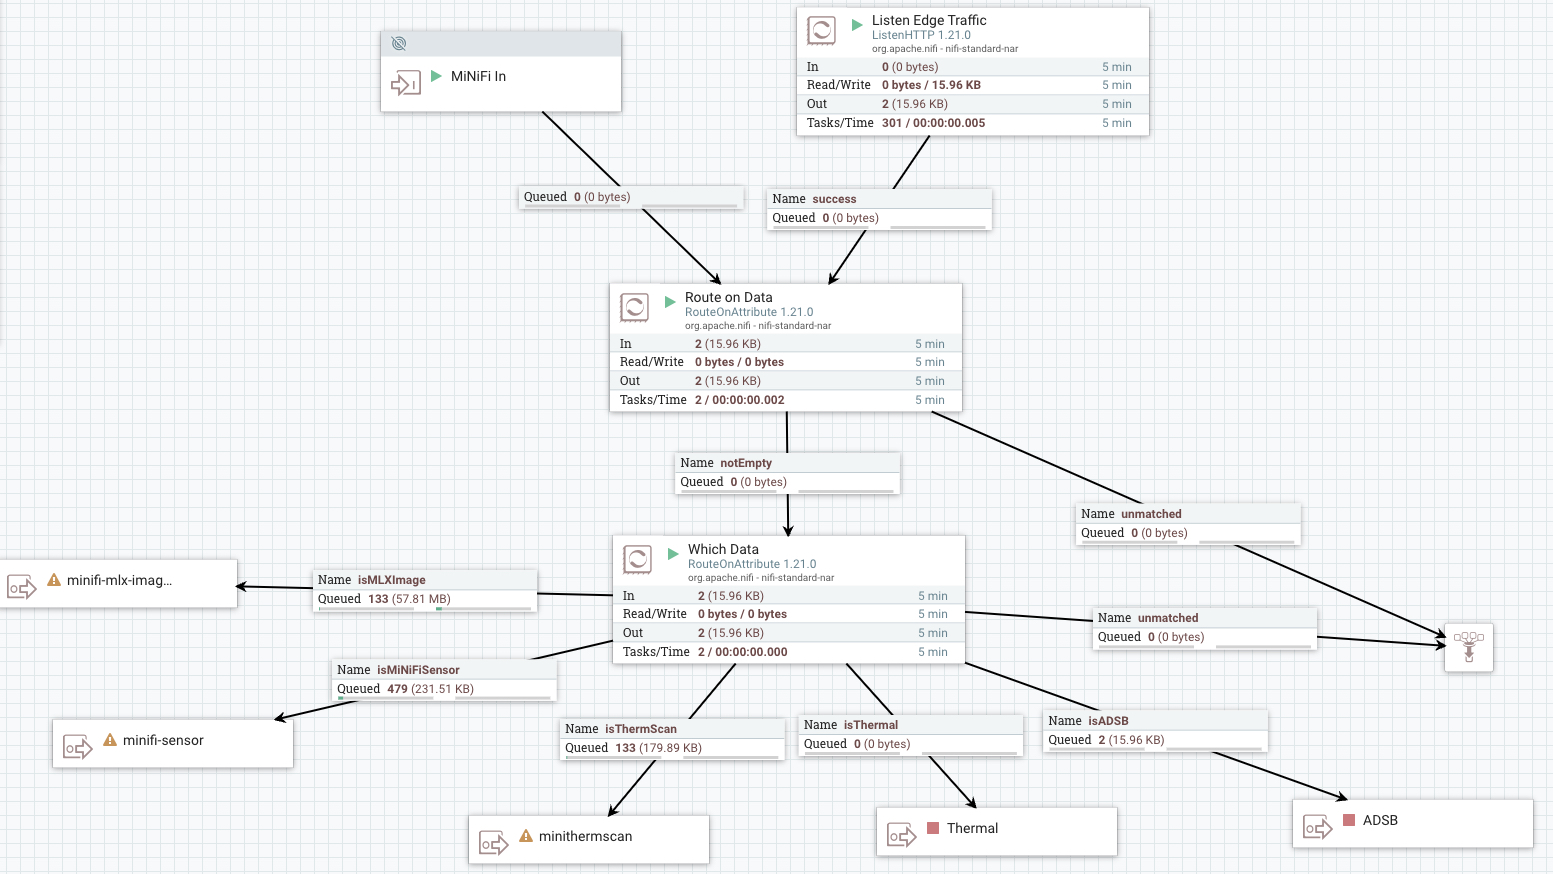 MiNiFi In
Listen Edge Traffic
ListenHTTP 1.21.0
org.apache.nifi - nifi-standard-nar
In 0 (0 bytes) 5 min
Read/Write 0 bytes / 15.96 KB 5 min
Out 2 (15.96 KB) 5 min
Tasks/Time 301 / 00:00:00.005 5 min
Queued 0 (0 bytes)
Name success
Queued 0 (0 bytes)
Route on Data
RouteOnAttribute 1.21.0
org.apache.nifi - nifi-standard-nar
In 2 (15.96 KB) 5 min
Read/Write 0 bytes / 0 bytes 5 min
Out 2 (15.96 KB) 5 min
Tasks/Time 2 / 00:00:00.002 5 min
Name notEmpty
Queued 0 (0 bytes)
Name unmatched
Queued 0 (0 bytes)
Which Data
RouteOnAttribute 1.21.0
org.apache.nifi - nifi-standard-nar
In 2 (15.96 KB) 5 min
Read/Write 0 bytes / 0 bytes 5 min
Out 2 (15.96 KB) 5 min
Tasks/Time 2 / 00:00:00.000 5 min
minifi-mlx-imag...
Name isMLXImage
Queued 133 (57.81 MB)
Name unmatched
Queued 0 (0 bytes)
Name isMiNiFiSensor
Queued 479 (231.51 KB)
minifi-sensor
Name isThermScan
Queued 133 (179.89 KB)
Name isThermal
Queued 0 (0 bytes)
Name isADSB
Queued 2 (15.96 KB)
minithermscan
Thermal
ADSB